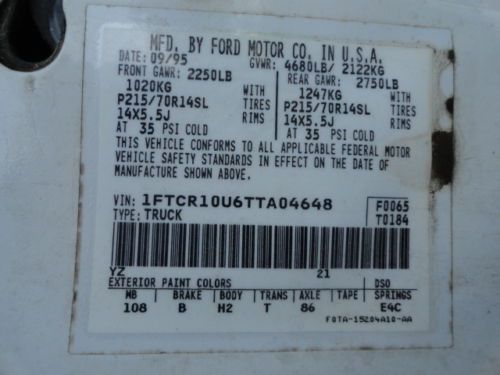 MFD. BY FORD MOTOR CO. IN U.S.A.
DATE: 09/95 GVWR: 4680LB/ 2122KG
FRONT GAWR: 2250LB REAR GAWR: 2750LB
1020KG WITH 1247KG WITH
P215/70R14SL TIRES P215/70R14SL TIRES
14X5.5J RIMS 14X5.5J RIMS
AT 35 PSI COLD AT 35 PSI COLD
THIS VEHICLE CONFORMS TO ALL APPLICABLE FEDERAL MOTOR
VEHICLE SAFETY STANDARDS IN EFFECT ON THE DATE OF
MANUFACTURE SHOWN ABOVE.
VIN: 1FTCR10U6TTA04648 F0065
TYPE: TRUCK T0184
YZ 21
EXTERIOR PAINT COLORS DSO
WB BRAKE BODY TRANS AXLE TAPE SPRINGS
108 B H2 T 86 E4C
F0TA-15204A10-AA